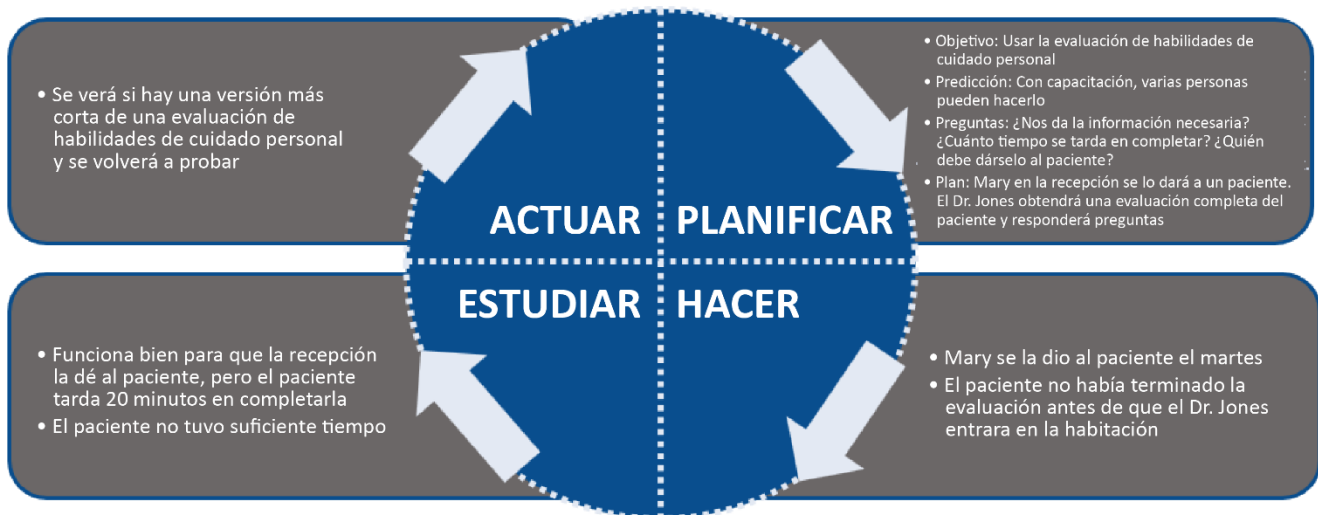 • Se verá si hay una versión más
corta de una evaluación de
habilidades de cuidado personal
y se volverá a probar
• Objetivo: Usar la evaluación de habilidades de
cuidado personal
• Predicción: Con capacitación, varias personas
pueden hacerlo
• Preguntas: ¿Nos da la información necesaria?
¿Cuánto tiempo se tarda en completar? ¿Quién
debe dárselo al paciente?
• Plan: Mary en la recepción se lo dará a un paciente.
El Dr. Jones obtendrá una evaluación completa del
paciente y responderá preguntas
ACTUAR
PLANIFICAR
ESTUDIAR
HACER
• Funciona bien para que la recepción
la dé al paciente, pero el paciente
tarda 20 minutos en completarla
• El paciente no tuvo suficiente tiempo
• Mary se la dio al paciente el martes
• El paciente no había terminado la
evaluación antes de que el Dr. Jones
entrara en la habitación